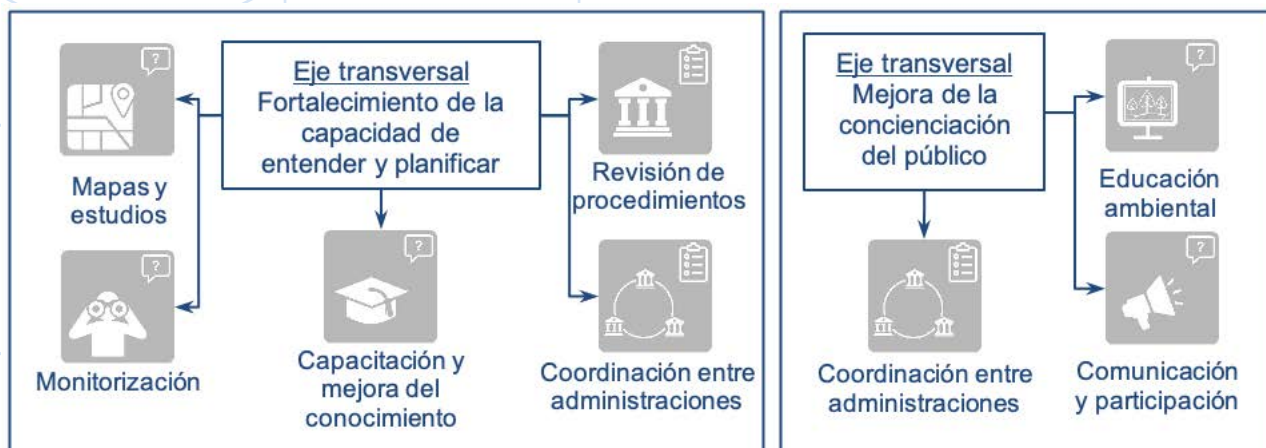 Eje transversal
Fortalecimiento de la
capacidad de
entender y planificar
?
Mapas y
estudios
?
Monitorización
?
Capacitación y
mejora del
conocimiento
Revisión de
procedimientos
Coordinación entre
administraciones
Eje transversal
Mejora de la
concienciación
del público
Coordinación entre
administraciones
?
Educación
ambiental
?
Comunicación
y participación